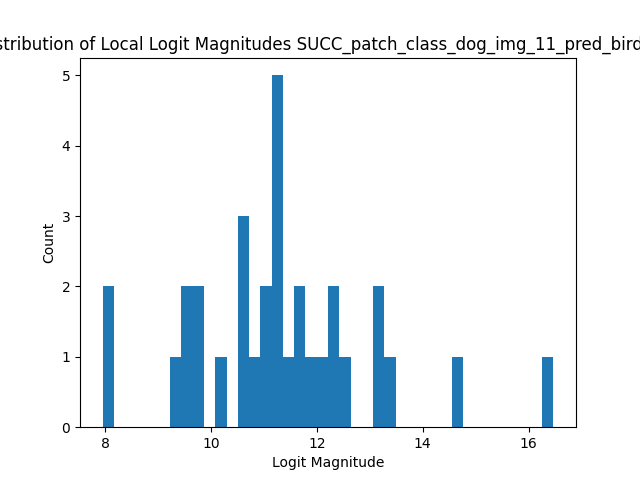 stribution of Local Logit Magnitudes SUCC_patch_class_dog_img_11_pred_bird
5
4
3
2
1
0
Count
8 10 12 14 16
Logit Magnitude